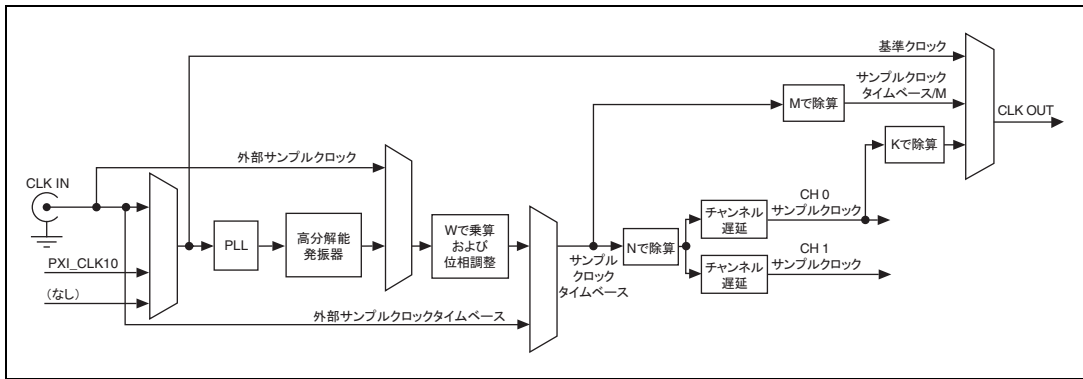 基準クロック
サンプルクロック
タイムベース/M
Mで除算
CLK OUT
Kで除算
外部サンプルクロック
CLK IN
CH 0
サンプルクロック
チャンネル
遅延
PLL
高分解能
発振器
Wで乗算
および
位相調整
Nで除算
サンプル
クロック
タイムベース
CH 1
サンプルクロック
チャンネル
遅延
PXI_CLK10
(なし)
外部サンプルクロックタイムベース